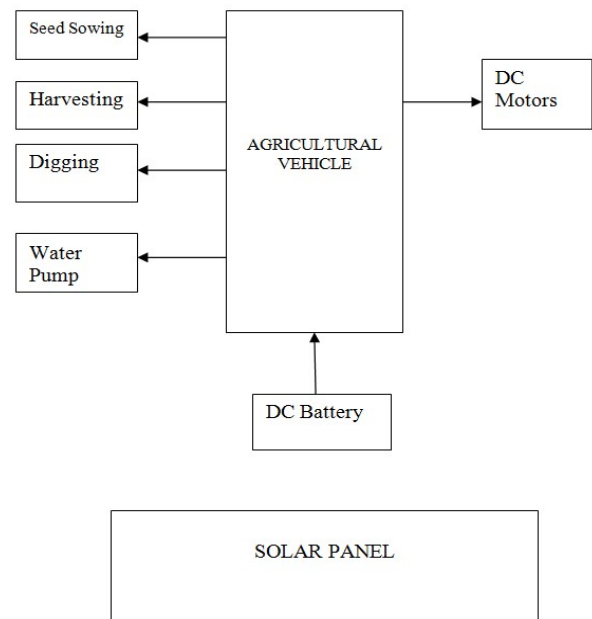 Seed Sowing
Harvesting
Digging
Water
Pump
AGRICULTURAL
VEHICLE
DC
Motors
DC Battery
SOLAR PANEL